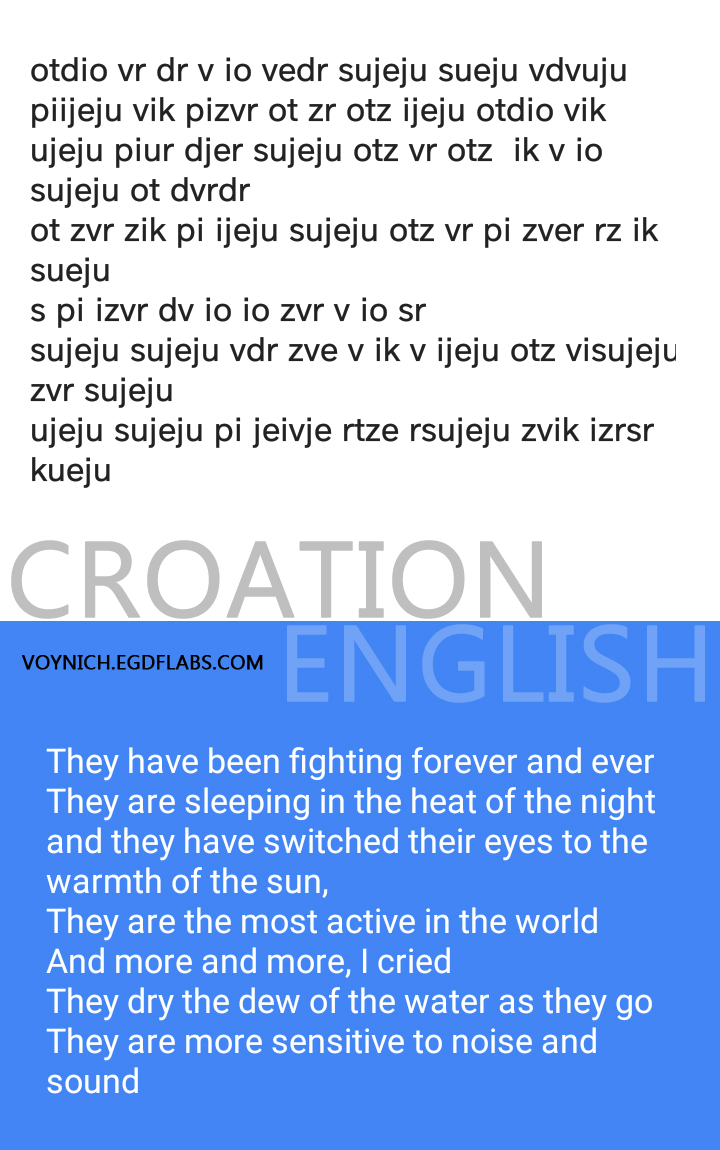 otdio vr dr v io vedr sujeju sueju vdvuju
piijeju vik pizvr ot zr otz ijeju otdio vik
ujeju piur djer sujeju otz vr otz  ik v io
sujeju ot dvrdr
ot zvr zik pi ijeju sujeju otz vr pi zver rz ik
sueju
s pi izvr dv io io zvr v io sr
sujeju sujeju vdr zve v ik v ijeju otz visujeju
zvr sujeju
ujeju sujeju pi jeivje rtze rsujeju zvik izrsr
kueju
CROATION
ENGLISH
VOYNICH.EGDFLABS.COM
They have been fighting forever and ever
They are sleeping in the heat of the night
and they have switched their eyes to the
warmth of the sun,
They are the most active in the world
And more and more, I cried
They dry the dew of the water as they go
They are more sensitive to noise and
sound